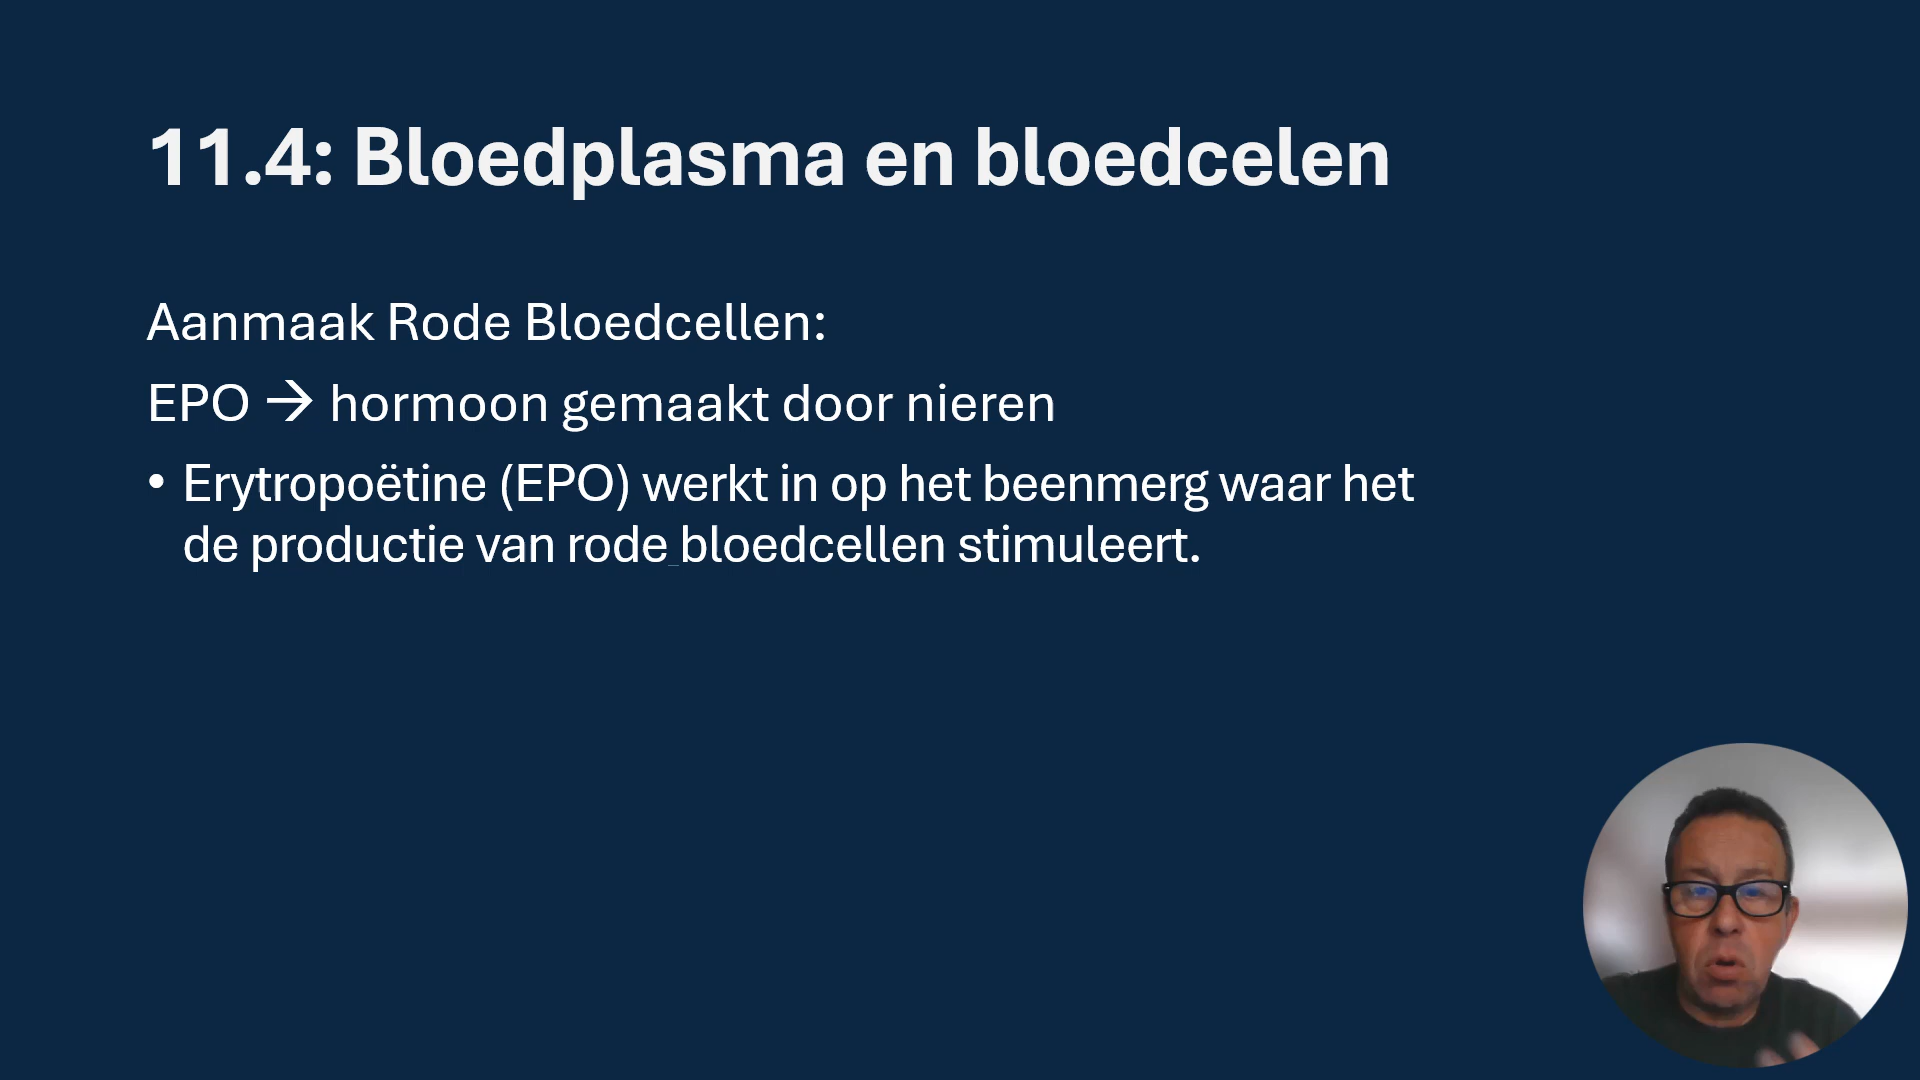 11.4: Bloedplasma en bloedcelen
Aanmaak Rode Bloedcellen:
EPO → hormoon gemaakt door nieren
• Erytropoëtine (EPO) werkt in op het beenmerg waar het
de productie van rode bloedcellen stimuleert.